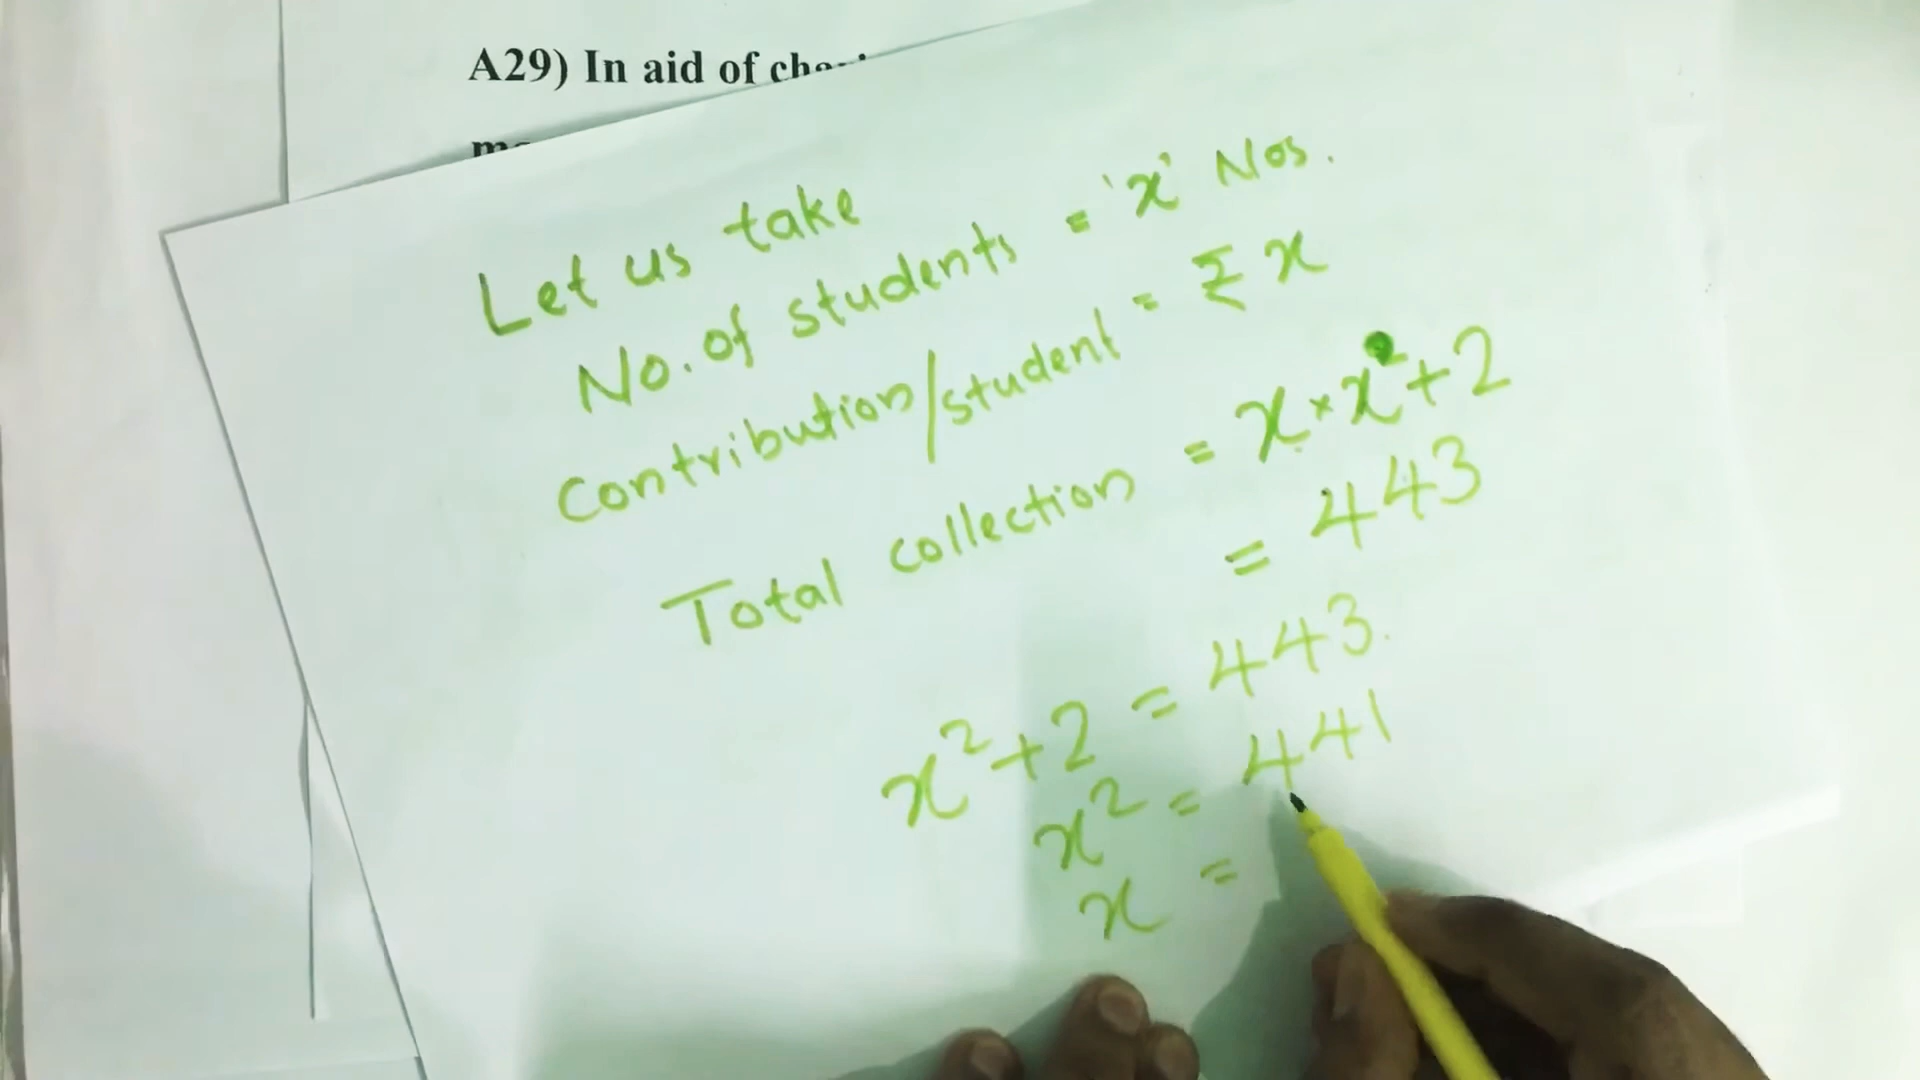 A29) In aid of
Let us take
No. of students = 'x' Nos.
Contribution/student = ₹ x
Total collection = x × x + 2
= 443
x² + 2 = 443.
x² = 441
x =